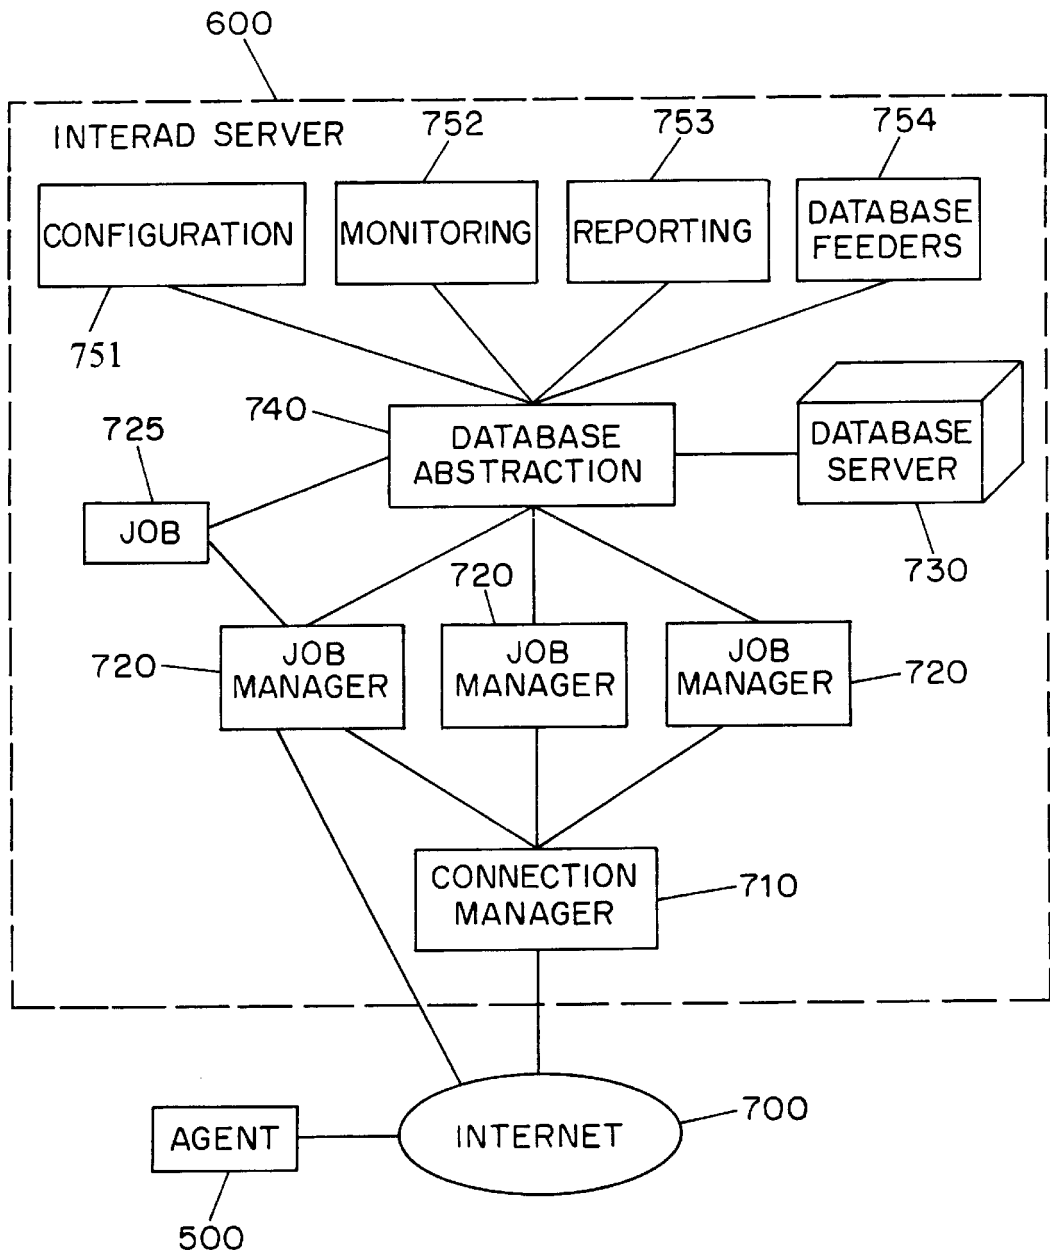 600
INTERAD SERVER
752
753
754
CONFIGURATION
MONITORING
REPORTING
DATABASE
FEEDERS
751
740
725
DATABASE
ABSTRACTION
DATABASE
SERVER
JOB
720
730
720
JOB
MANAGER
JOB
MANAGER
JOB
MANAGER
720
CONNECTION
MANAGER
710
700
AGENT
INTERNET
500